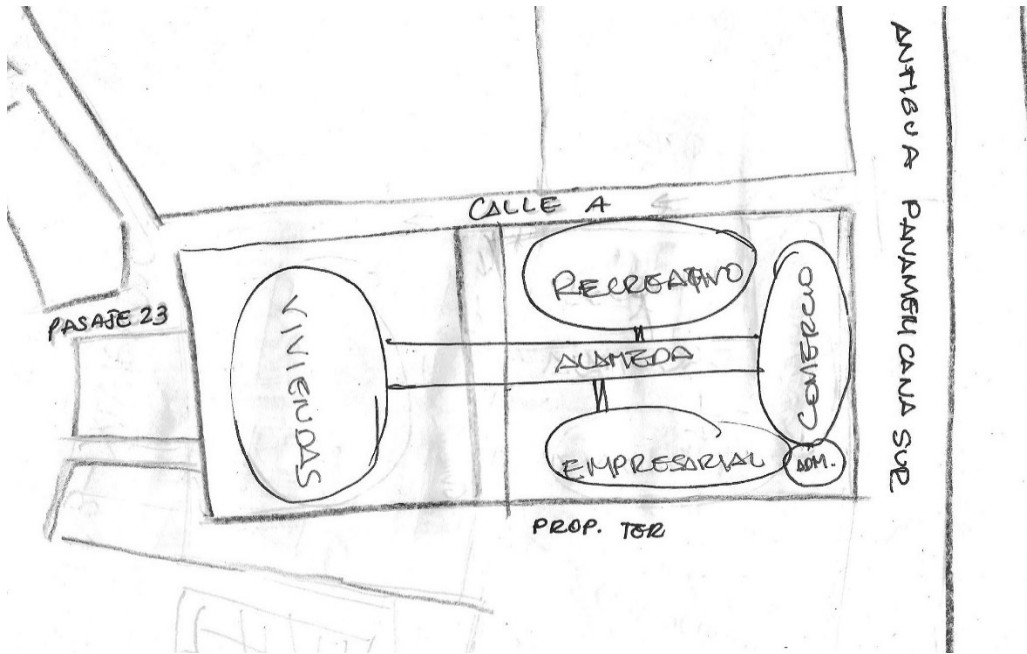 CALLE A
ANTIGUA PANAMERICANA SUR
RECREATIVO
COMERCIO
PASAJE 23
VIVIENDAS
ALAMEDA
EMPRESARIAL
ADM.
PROP. TER